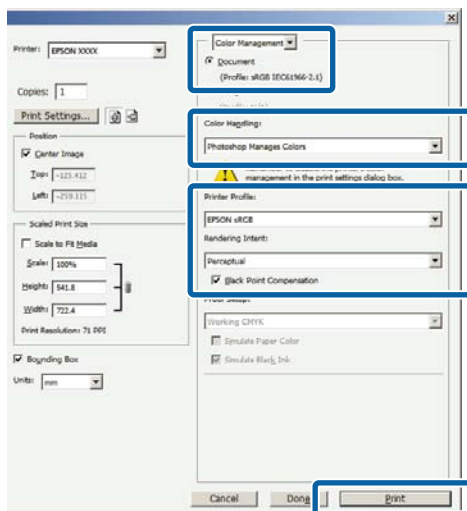 Printer: EPSON XXXX
Copies: 1
Print Settings...
Position
Center Image
Top: -125.412
Left: -259.115
Scaled Print Size
Scale to Fit Media
Scale: 100%
Height: 541.8
Width: 722.4
Print Resolution: 71 PPI
Bounding Box
Units: mm
Color Management
Document
(Profile: sRGB IEC61966-2.1)
Color Handling:
Photoshop Manages Colors
management in the print settings dialog box.
Printer Profile:
EPSON sRGB
Rendering Intent:
Perceptual
Black Point Compensation
Proof Setup:
Working CMYK
Simulate Paper Color
Simulate Black Ink
Cancel
Done
Print